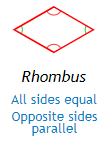 Rhombus
All sides equal
Opposite sides
parallel